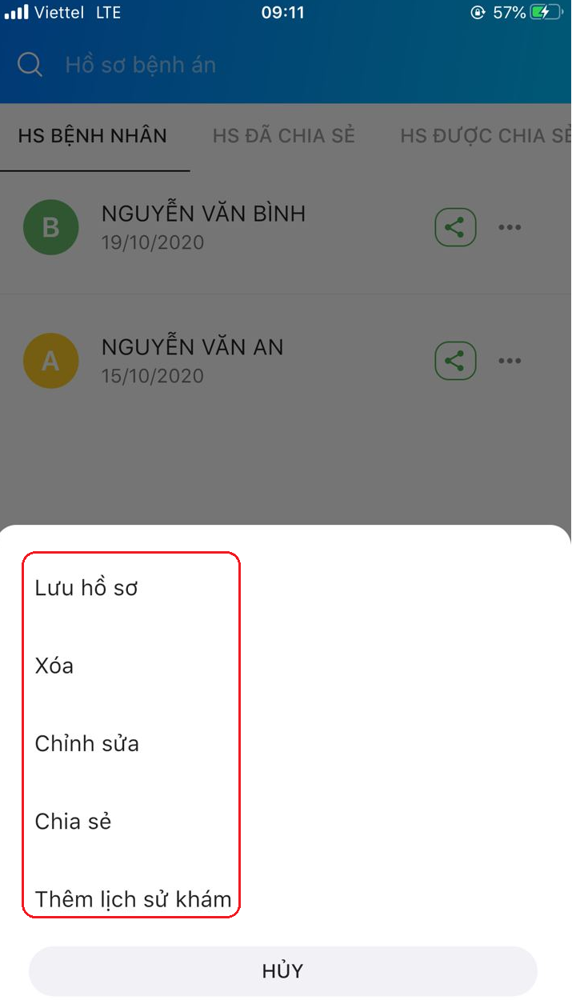 Viettel LTE 09:11 57%
Hồ sơ bệnh án
HS BỆNH NHÂN HS ĐÃ CHIA SẺ HS ĐƯỢC CHIA SẺ
B NGUYỄN VĂN BÌNH
19/10/2020
A NGUYỄN VĂN AN
15/10/2020
Lưu hồ sơ
Xóa
Chỉnh sửa
Chia sẻ
Thêm lịch sử khám
HỦY